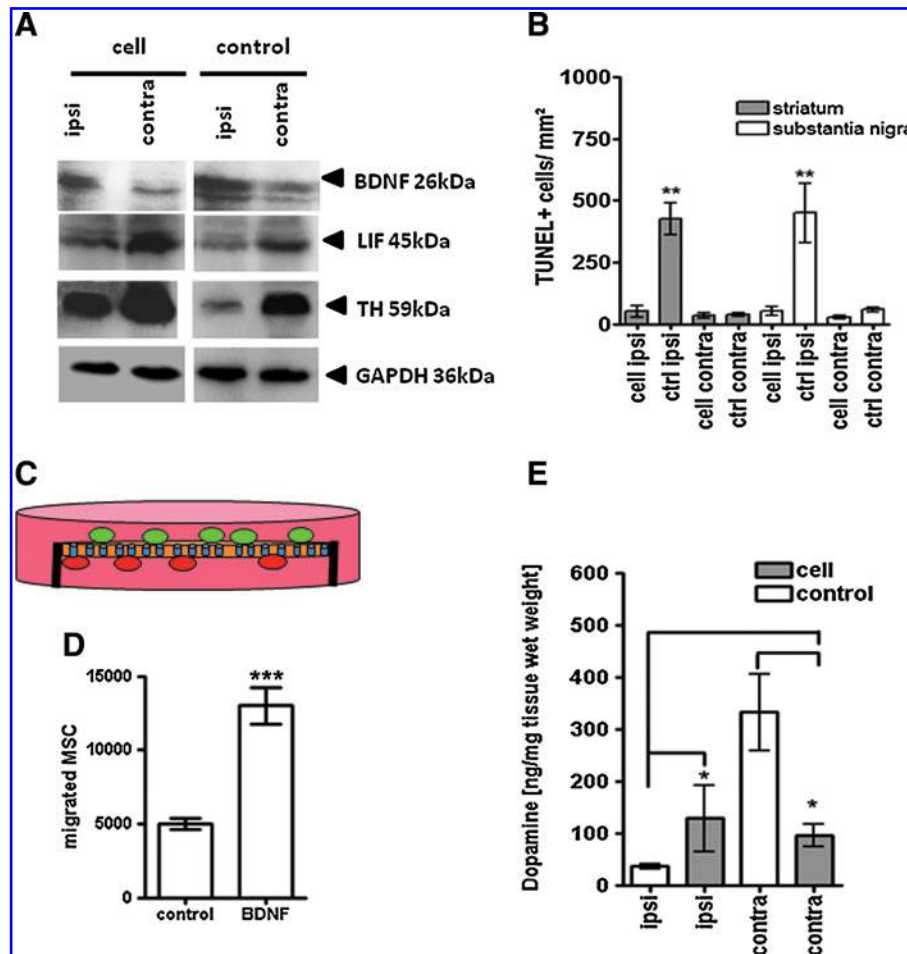 A
cell
control
ipsi
contra
ipsi
contra
BDNF 26kDa
LIF 45kDa
TH 59kDa
GAPDH 36kDa
B
1000
750
500
250
0
TUNEL+ cells/ mm²
striatum
substantia nigra
**
**
cell ipsi
ctrl ipsi
cell contra
ctrl contra
cell ipsi
ctrl ipsi
cell contra
ctrl contra
C
D
15000
10000
5000
0
migrated MSC
***
control
BDNF
E
cell
control
600
500
400
300
200
100
0
Dopamine [ng/mg tissue wet weight]
*
*
ipsi
ipsi
contra
contra